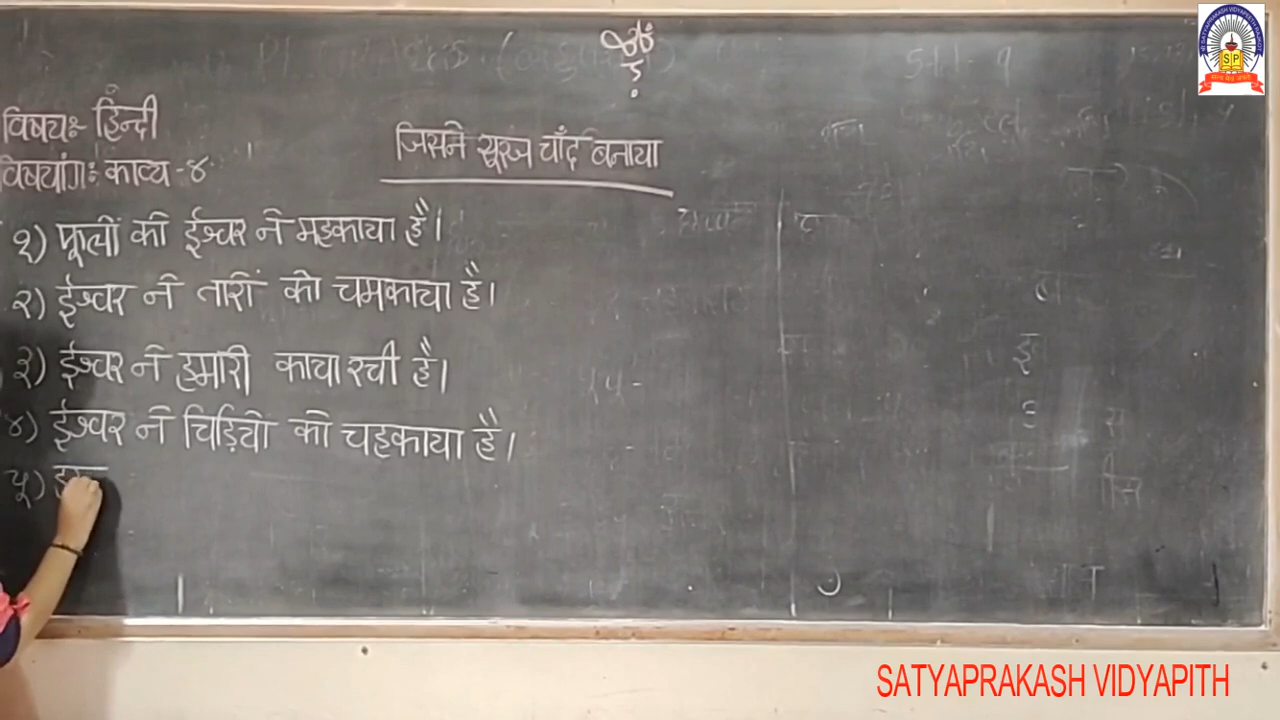 विषयः- हिंन्दी
विषयांगः काव्य -४
जिसने सूरज चाँद बनाया
१) फूलों को ईश्वर ने महकाया है।
२) ईश्वर ने तारों को चमकाया है।
३) ईश्वर ने हमारी काया रची है।
४) ईश्वर ने चिड़ियो को चहकाया है।
५)
SATYAPRAKASH VIDYAPITH